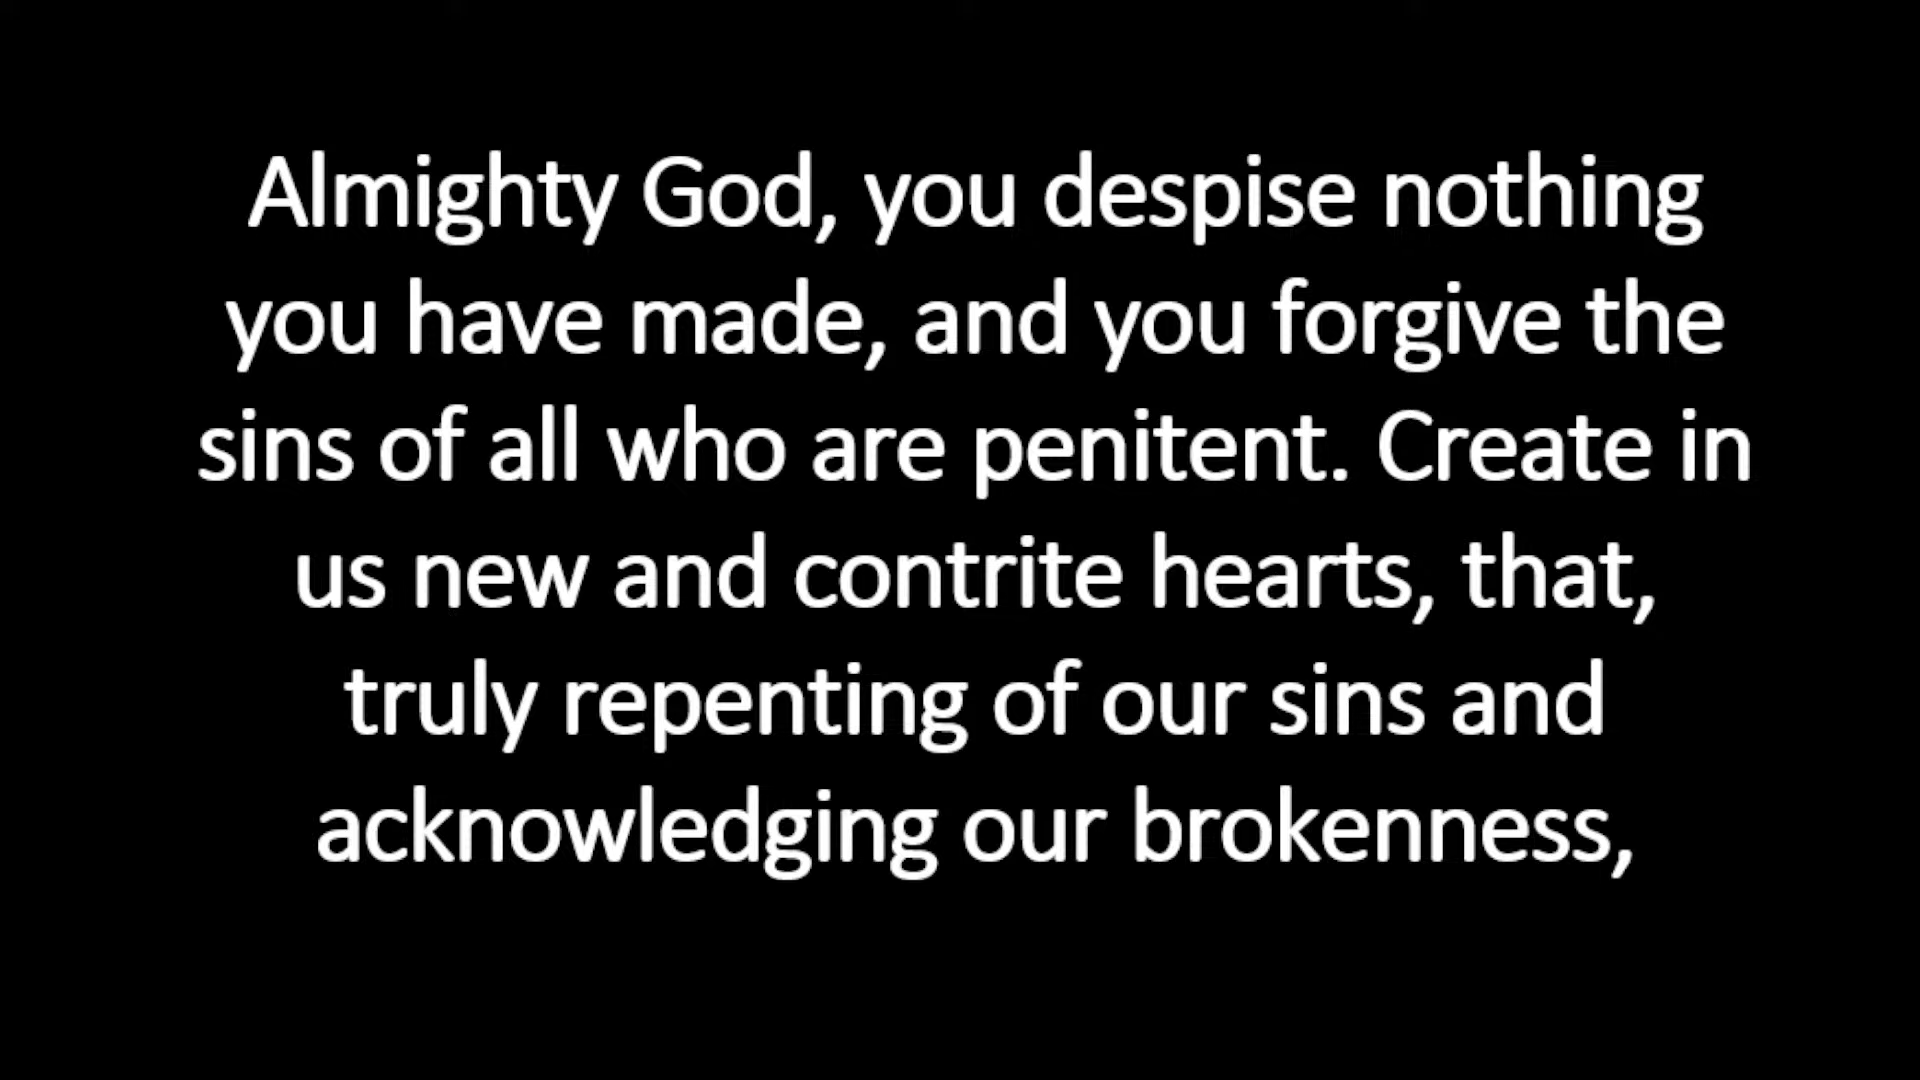 Almighty God, you despise nothing
you have made, and you forgive the
sins of all who are penitent. Create in
us new and contrite hearts, that,
truly repenting of our sins and
acknowledging our brokenness,